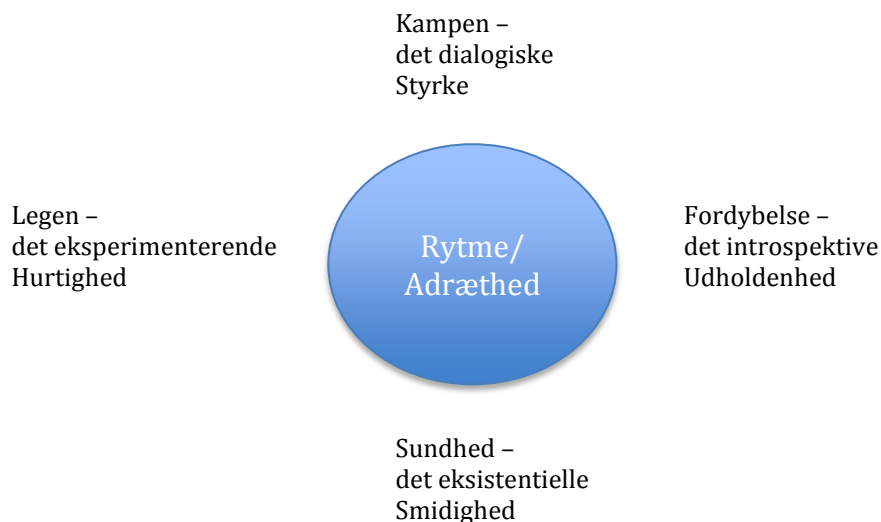 Kampen –
det dialogiske
Styrke
Legen –
det eksperimenterende
Hurtighed
Rytme/
Adræthed
Fordybelse –
det introspektive
Udholdenhed
Sundhed –
det eksistentielle
Smidighed